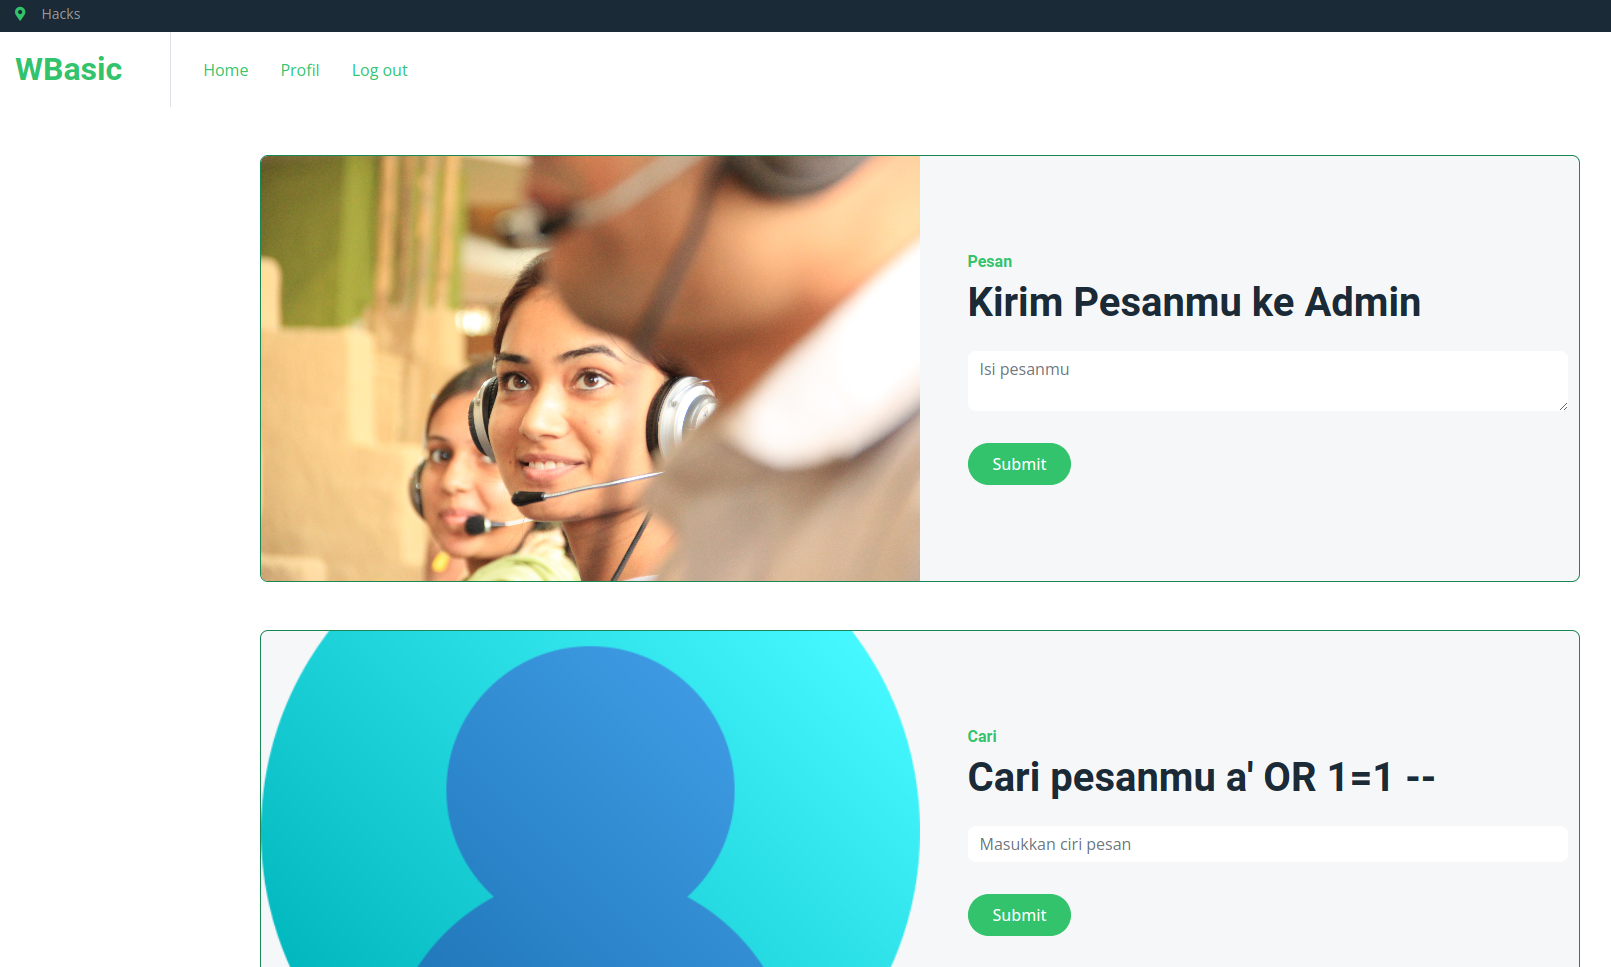 Hacks
WBasic
Home Profil Log out
Pesan
Kirim Pesanmu ke Admin
Isi pesanmu
Submit
Cari
Cari pesanmu a' OR 1=1 --
Masukkan ciri pesan
Submit